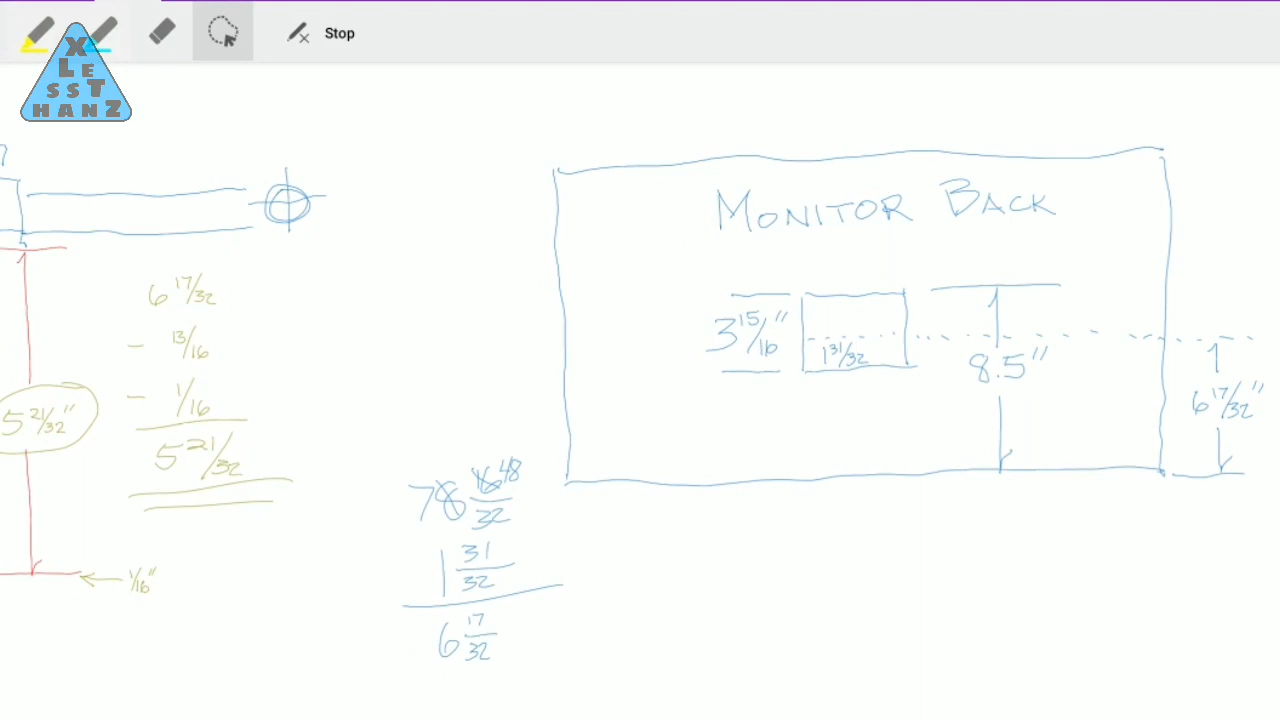 Stop
X
LE
SST
HANZ
MONITOR BACK
6 17/32
- 13/16
- 1/16
5 21/32
5 21/32"
1/16"
3 15/16"
1 31/32
8.5"
6 17/32"
7 8 16 48/32
1 31/32
6 17/32